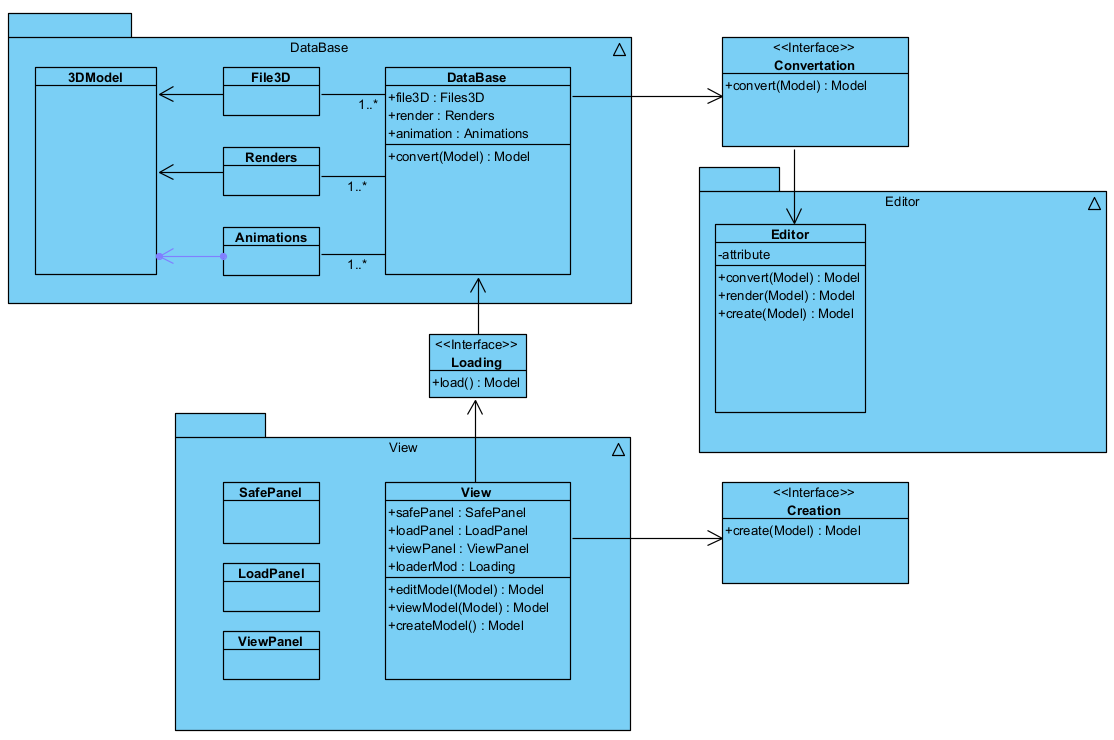 DataBase
3DModel
File3D
1..*
Renders
1..*
Animations
1..*
DataBase
+file3D : Files3D
+render : Renders
+animation : Animations
+convert(Model) : Model
<<Interface>>
Convertation
+convert(Model) : Model
Editor
Editor
-attribute
+convert(Model) : Model
+render(Model) : Model
+create(Model) : Model
<<Interface>>
Loading
+load() : Model
View
SafePanel
LoadPanel
ViewPanel
View
+safePanel : SafePanel
+loadPanel : LoadPanel
+viewPanel : ViewPanel
+loaderMod : Loading
+editModel(Model) : Model
+viewModel(Model) : Model
+createModel() : Model
<<Interface>>
Creation
+create(Model) : Model